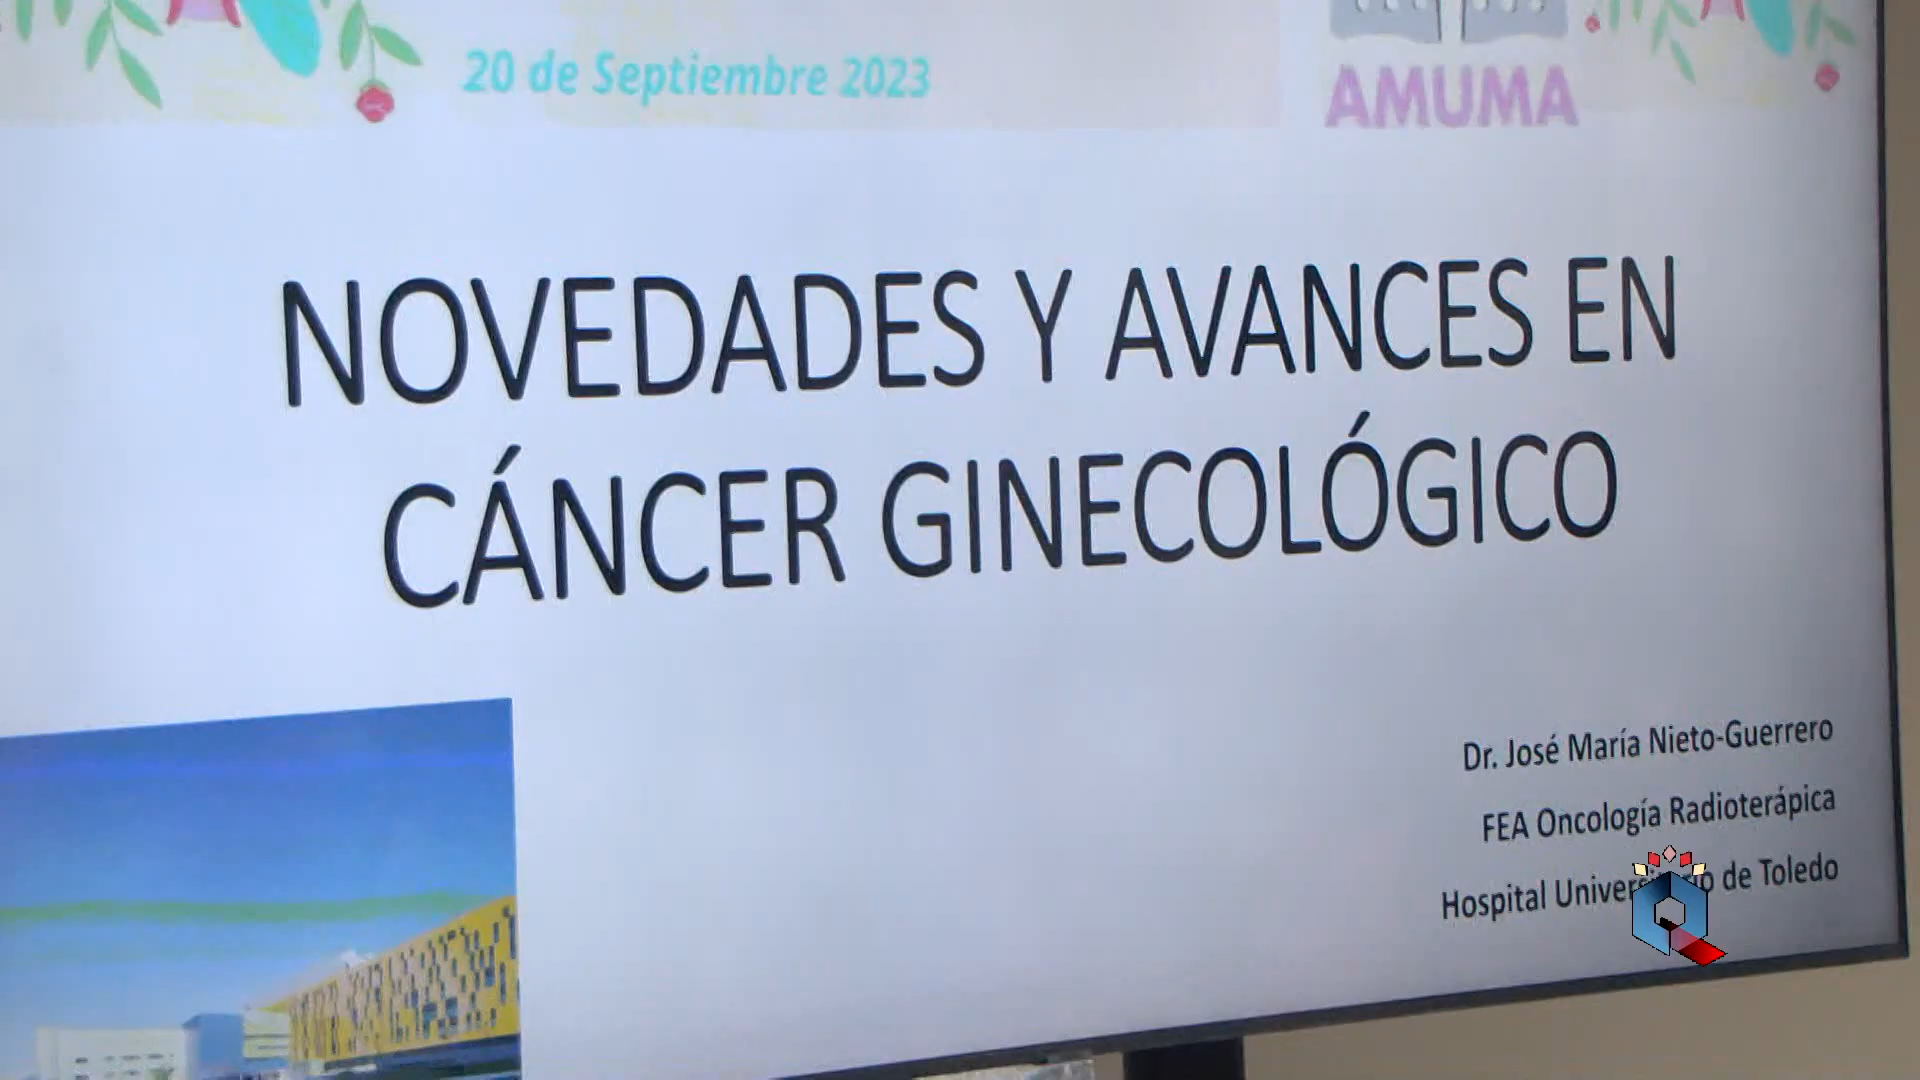 20 de Septiembre 2023
AMUMA
NOVEDADES Y AVANCES EN
CÁNCER GINECOLÓGICO
Dr. José María Nieto-Guerrero
FEA Oncología Radioterápica
Hospital de Toledo